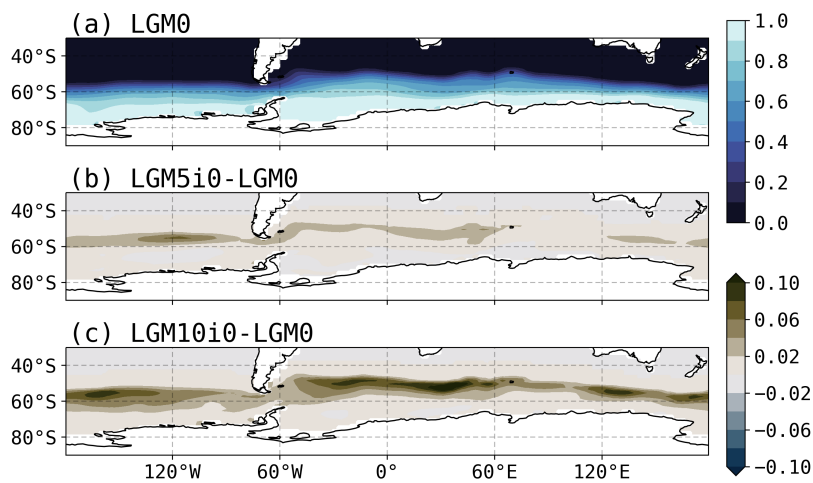 (a) LGM0
40°S
60°S
80°S
1.0
0.8
0.6
0.4
0.2
0.0
(b) LGM5i0-LGM0
40°S
60°S
80°S
(c) LGM10i0-LGM0
40°S
60°S
80°S
0.10
0.06
0.02
−0.02
−0.06
−0.10
120°W 60°W 0° 60°E 120°E